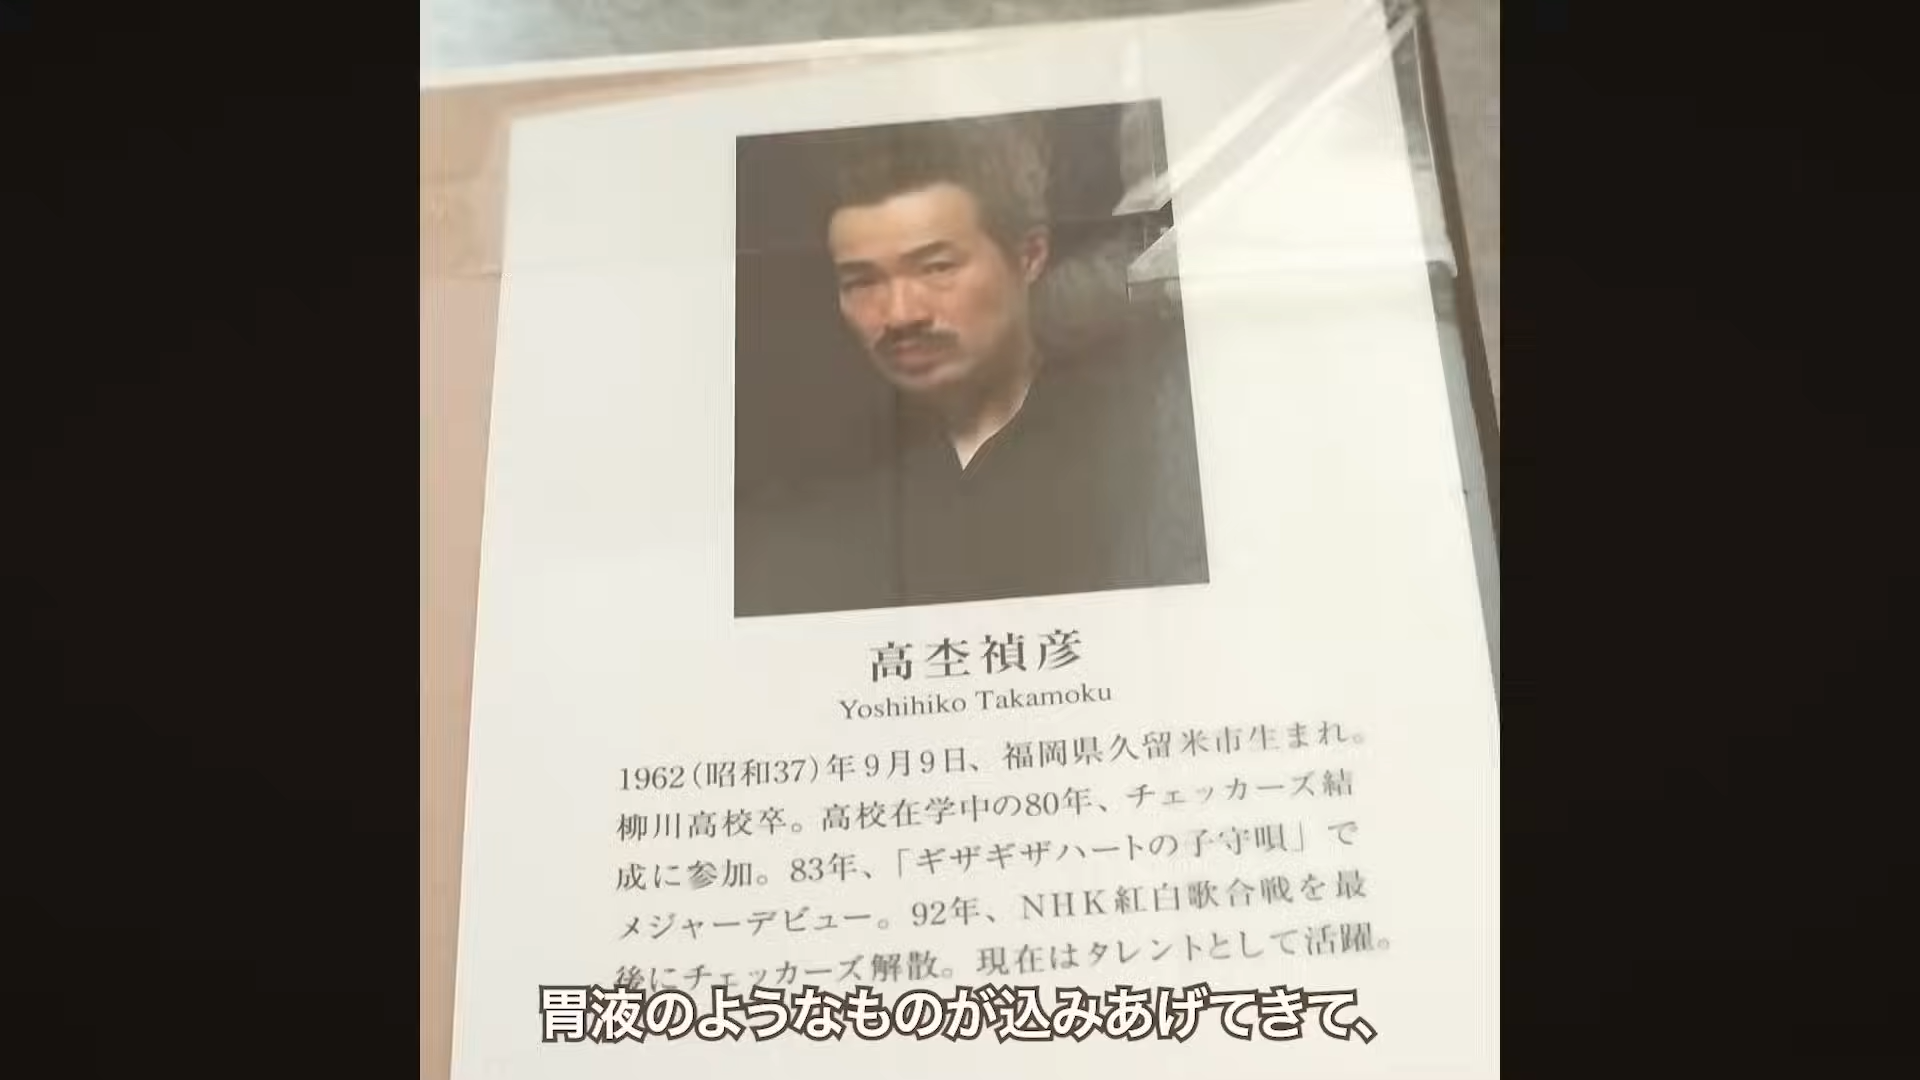 高杢禎彦
Yoshihiko Takamoku
1962(昭和37)年9月9日、福岡県久留米市生まれ。
柳川高校卒。高校在学中の80年、チェッカーズ結
成に参加。83年、「ギザギザハートの子守唄」で
メジャーデビュー。92年、NHK紅白歌合戦を最
後にチェッカーズ解散。現在はタレントとして活躍。
胃液のようなものが込みあげてきて、